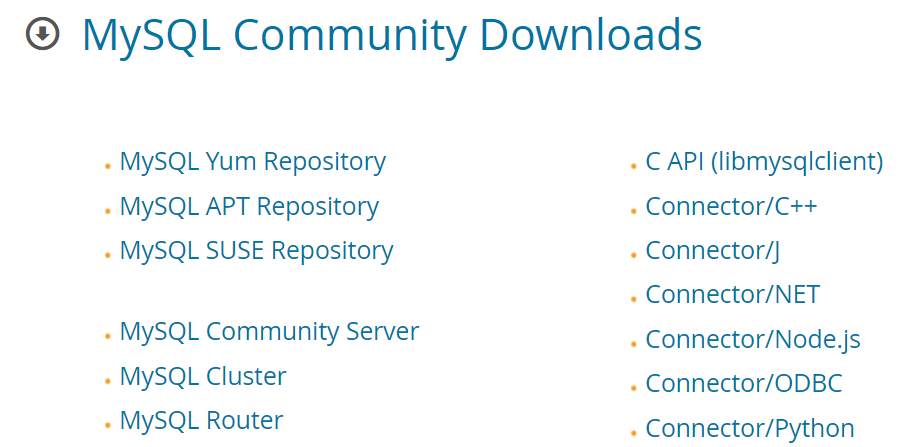 MySQL Community Downloads
MySQL Yum Repository
MySQL APT Repository
MySQL SUSE Repository
MySQL Community Server
MySQL Cluster
MySQL Router
C API (libmysqlclient)
Connector/C++
Connector/J
Connector/NET
Connector/Node.js
Connector/ODBC
Connector/Python